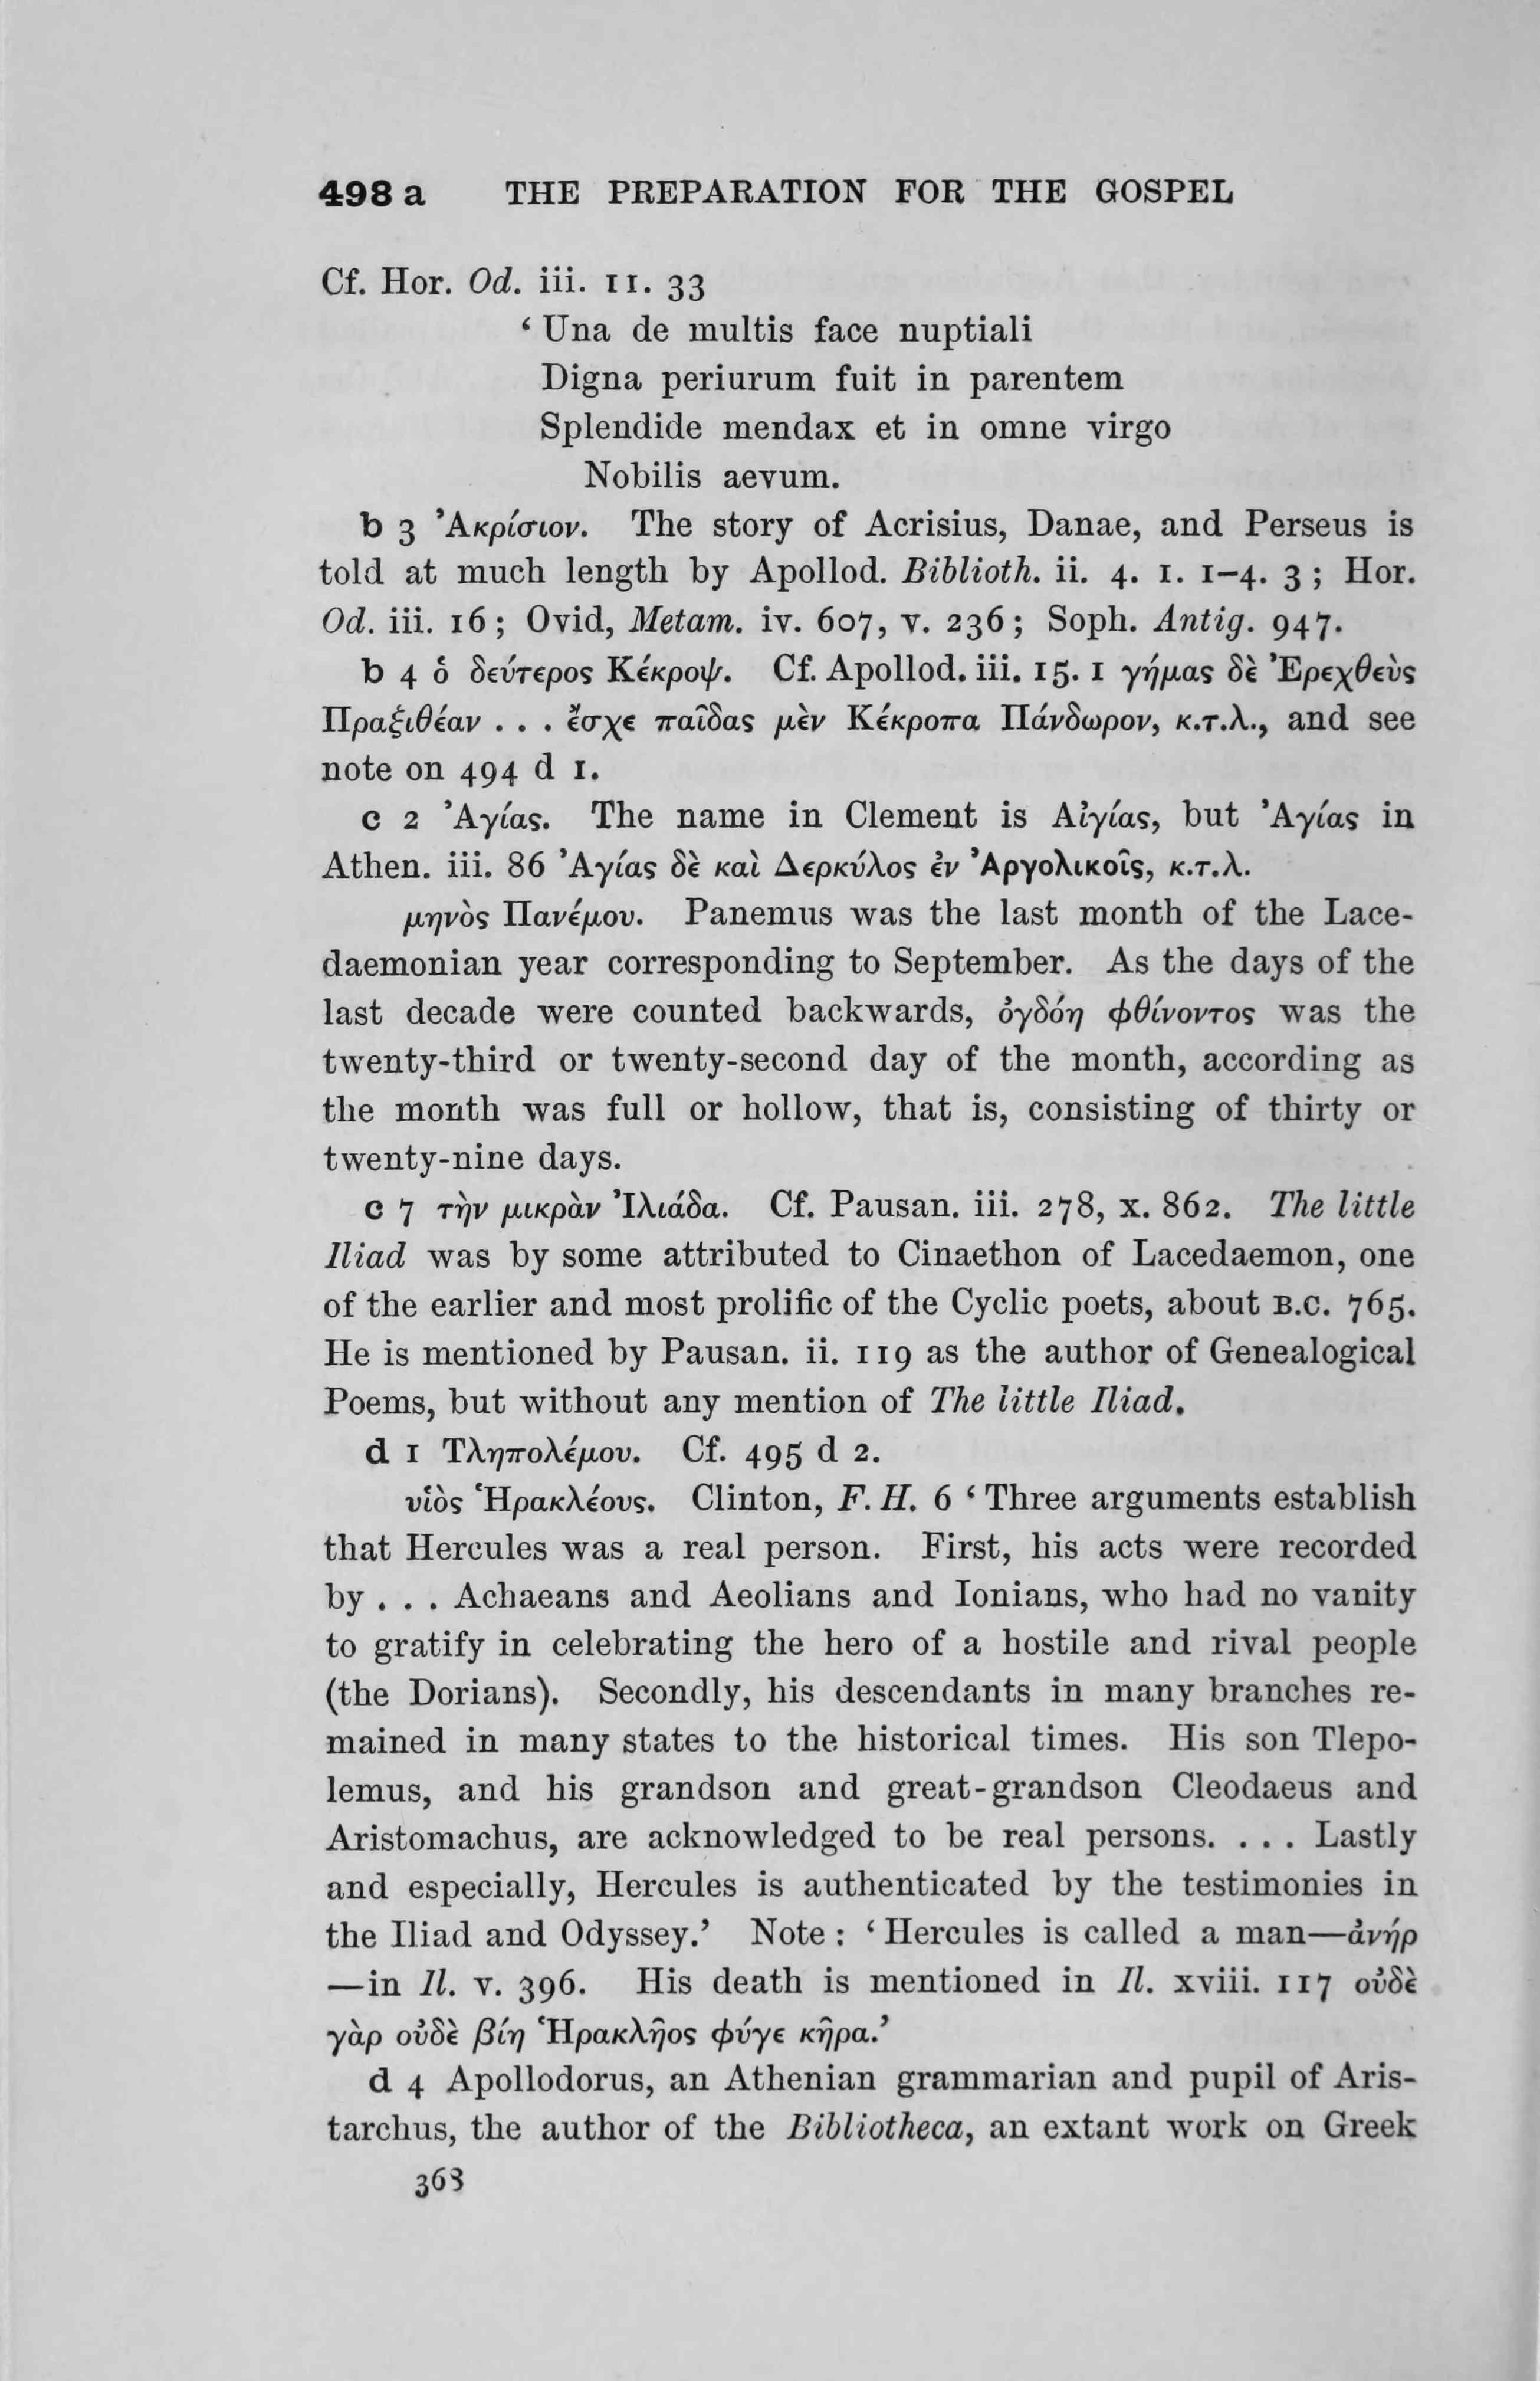 498 a THE PREPARATION FOR THE GOSPEL
Cf. Hor. Od. iii. 11. 33
‘ Una de multis face nuptiali
Digna periurum fuit in parentem
Splendide mendax et in omne virgo
Nobilis aevum.
b 3 Ἀκρίσιον. The story of Acrisius, Danae, and Perseus is
told at much length by Apollod. Biblioth. ii. 4. 1. 1–4. 3 ; Hor.
Od. iii. 16 ; Ovid, Metam. iv. 607, v. 236 ; Soph. Antig. 947.
b 4 ὁ δεύτερος Κέκροψ. Cf. Apollod. iii. 15. 1 γήμας δὲ Ἐρεχθεὺς
Πραξιθέαν . . . ἔσχε παῖδας μὲν Κέκροπα Πάνδωρον, κ.τ.λ., and see
note on 494 d 1.
c 2 Ἀγίας. The name in Clement is Αἰγίας, but Ἀγίας in
Athen. iii. 86 Ἀγίας δὲ καὶ Δερκύλος ἐν Ἀργολικοῖς, κ.τ.λ.
μηνὸς Πανέμου. Panemus was the last month of the Lace-
daemonian year corresponding to September. As the days of the
last decade were counted backwards, ὀγδόη φθίνοντος was the
twenty-third or twenty-second day of the month, according as
the month was full or hollow, that is, consisting of thirty or
twenty-nine days.
c 7 τὴν μικρὰν Ἰλιάδα. Cf. Pausan. iii. 278, x. 862. The little
Iliad was by some attributed to Cinaethon of Lacedaemon, one
of the earlier and most prolific of the Cyclic poets, about B.C. 765.
He is mentioned by Pausan. ii. 119 as the author of Genealogical
Poems, but without any mention of The little Iliad.
d 1 Τληπολέμου. Cf. 495 d 2.
υἱὸς Ἡρακλέους. Clinton, F. H. 6 ‘ Three arguments establish
that Hercules was a real person. First, his acts were recorded
by . . . Achaeans and Aeolians and Ionians, who had no vanity
to gratify in celebrating the hero of a hostile and rival people
(the Dorians). Secondly, his descendants in many branches re-
mained in many states to the historical times. His son Tlepo-
lemus, and his grandson and great-grandson Cleodaeus and
Aristomachus, are acknowledged to be real persons. . . . Lastly
and especially, Hercules is authenticated by the testimonies in
the Iliad and Odyssey.’ Note : ‘ Hercules is called a man—ἀνήρ
—in Il. v. 396. His death is mentioned in Il. xviii. 117 οὐδὲ
γὰρ οὐδὲ βίη Ἡρακλῆος φύγε κῆρα.’
d 4 Apollodorus, an Athenian grammarian and pupil of Aris-
tarchus, the author of the Bibliotheca, an extant work on Greek
368